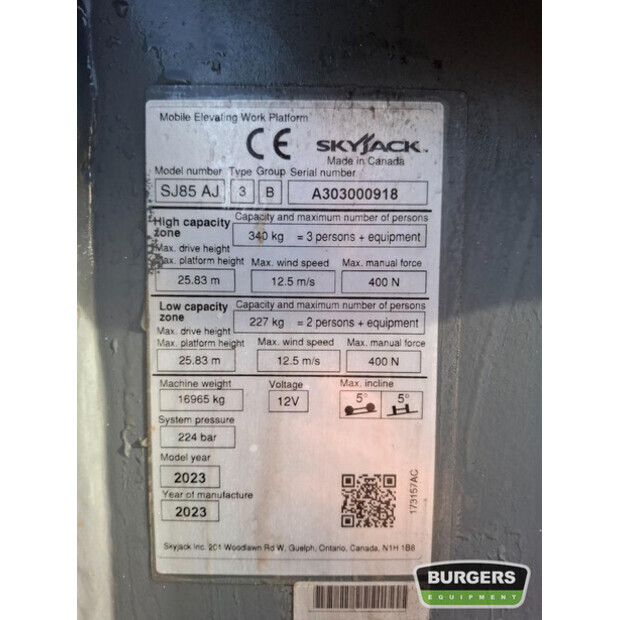 Mobile Elevating Work Platform
CE SKYJACK™
Made in Canada
Model number Type Group Serial number
SJ85 AJ 3 B A303000918
High capacity zone
Capacity and maximum number of persons
340 kg = 3 persons + equipment
Max. drive height
Max. platform height Max. wind speed Max. manual force
25.83 m 12.5 m/s 400 N
Low capacity zone
Capacity and maximum number of persons
227 kg = 2 persons + equipment
Max. drive height
Max. platform height Max. wind speed Max. manual force
25.83 m 12.5 m/s 400 N
Machine weight Voltage Max. incline
16965 kg 12V 5° 5°
System pressure
224 bar
Model year
2023
Year of manufacture
2023
173157AC
Skyjack Inc. 201 Woodlawn Rd W. Guelph, Ontario, Canada, N1H 1B8
BURGERS
EQUIPMENT